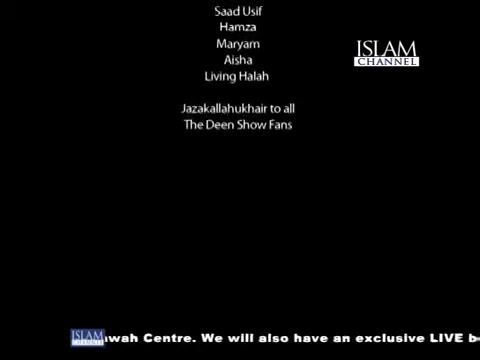 Saad Usif
Hamza
Maryam
Aisha
Living Halah
Jazakallahukhair to all
The Deen Show Fans
ISLAM
CHANNEL
ISLAM
CHANNEL
Centre. We will also have an exclusive LIVE